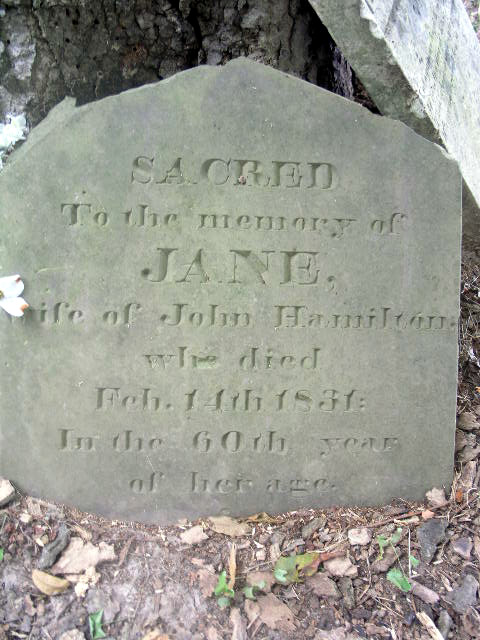 SACRED
To the memory of
JANE,
wife of John Hamilton.
who died
Feb. 14th 1831:
In the 60th year
of her age.